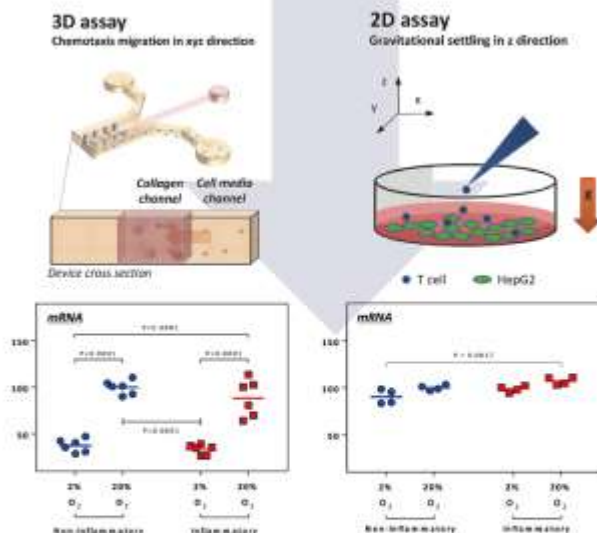 3D assay
Chemotaxis migration in xyz direction
Collagen channel
Cell media channel
Device cross section
mRNA
150
100
50
P<0.0001
P<0.0001
P<0.0001
2% 20% 2% 20%
O2 O2 O2 O2
Non-Inflammatory Inflammatory
2D assay
Gravitational settling in z direction
z
Y
X
g
T cell HepG2
mRNA
150
100
50
2% 20% 2% 20%
O2 O2 O2 O2
Non-Inflammatory Inflammatory